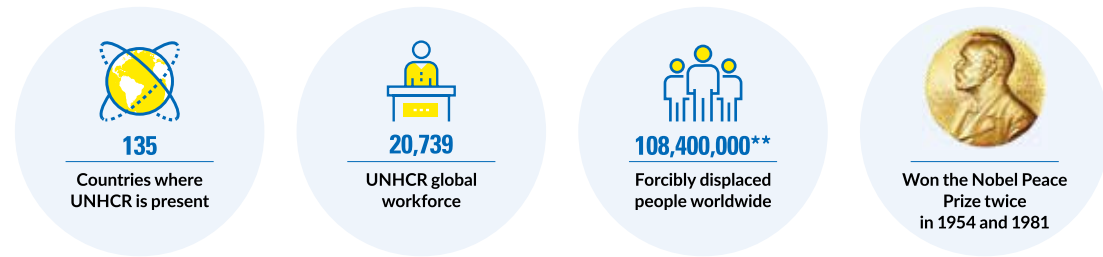 135
Countries where
UNHCR is present
20,739
UNHCR global
workforce
108,400,000**
Forcibly displaced
people worldwide
Won the Nobel Peace
Prize twice
in 1954 and 1981